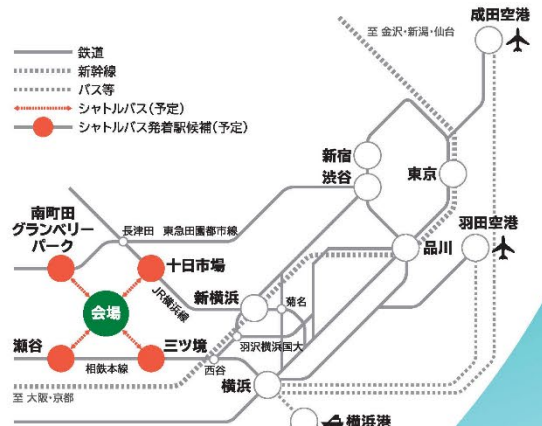 成田空港
至 金沢・新潟・仙台
鉄道
新幹線
バス等
シャトルバス(予定)
シャトルバス発着駅候補(予定)
新宿
渋谷
東京
南町田
グランベリー
パーク
長津田
東急田園都市線
羽田空港
品川
十日市場
JR横浜線
新横浜
菊名
会場
羽沢横浜国大
瀬谷
三ツ境
相鉄本線
西谷
横浜
至 大阪・京都
横浜港